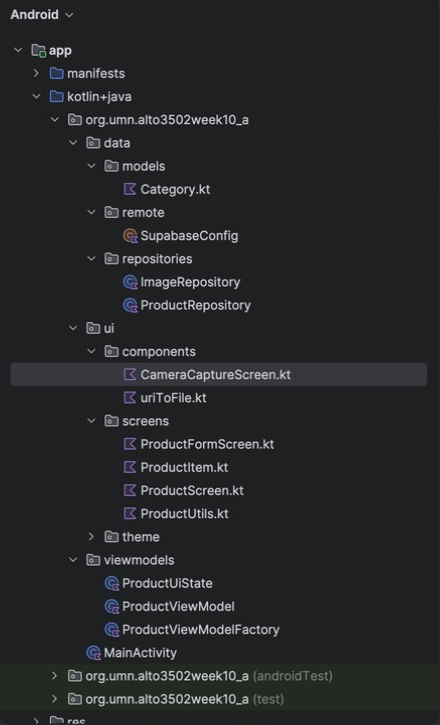 Android
app
manifests
kotlin+java
org.umn.alto3502week10_a
data
models
Category.kt
remote
SupabaseConfig
repositories
ImageRepository
ProductRepository
ui
components
CameraCaptureScreen.kt
uriToFile.kt
screens
ProductFormScreen.kt
ProductItem.kt
ProductScreen.kt
ProductUtils.kt
theme
viewmodels
ProductUiState
ProductViewModel
ProductViewModelFactory
MainActivity
org.umn.alto3502week10_a (androidTest)
org.umn.alto3502week10_a (test)
res